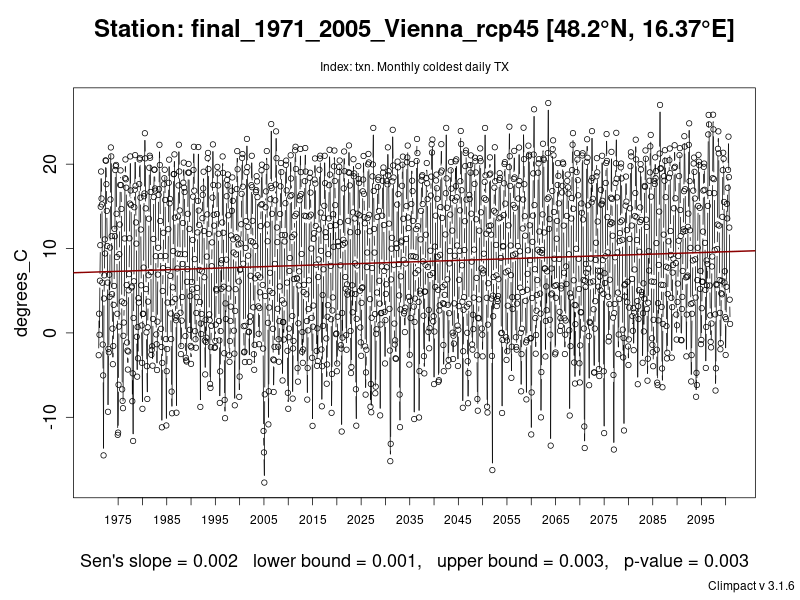 Station: final_1971_2005_Vienna_rcp45 [48.2°N, 16.37°E]
Index: txn. Monthly coldest daily TX
degrees_C
20
10
0
-10
1975 1985 1995 2005 2015 2025 2035 2045 2055 2065 2075 2085 2095
Sen's slope = 0.002 lower bound = 0.001, upper bound = 0.003, p-value = 0.003
Climpact v 3.1.6